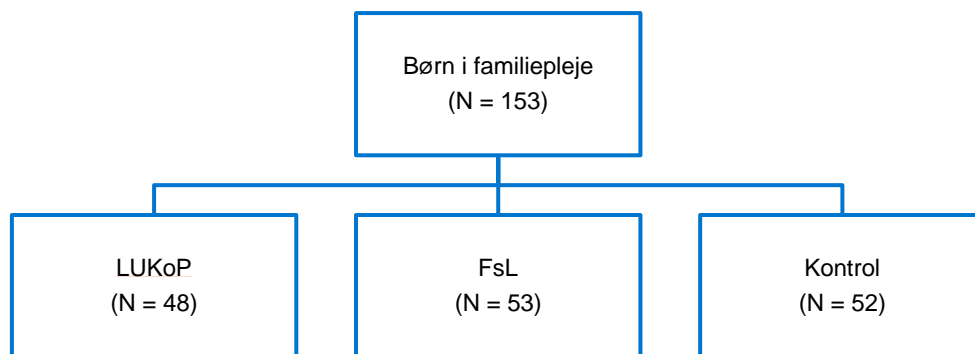 Børn i familiepleje
(N = 153)
LUKoP
(N = 48)
FsL
(N = 53)
Kontrol
(N = 52)